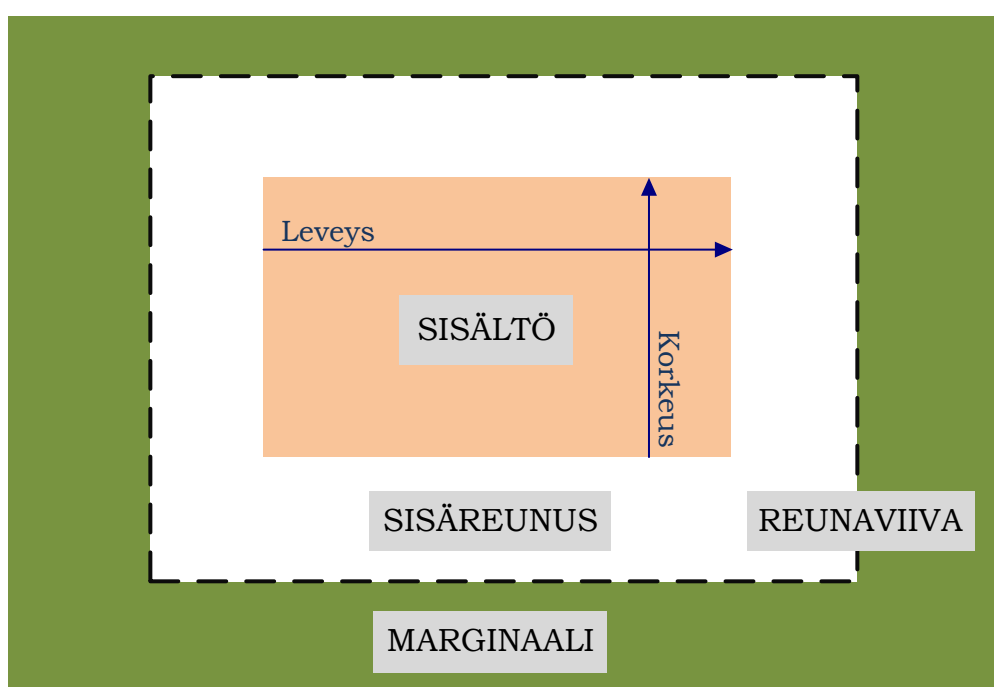 Leveys
SISÄLTÖ
Korkeus
SISÄREUNUS
REUNAVIIVA
MARGINAALI